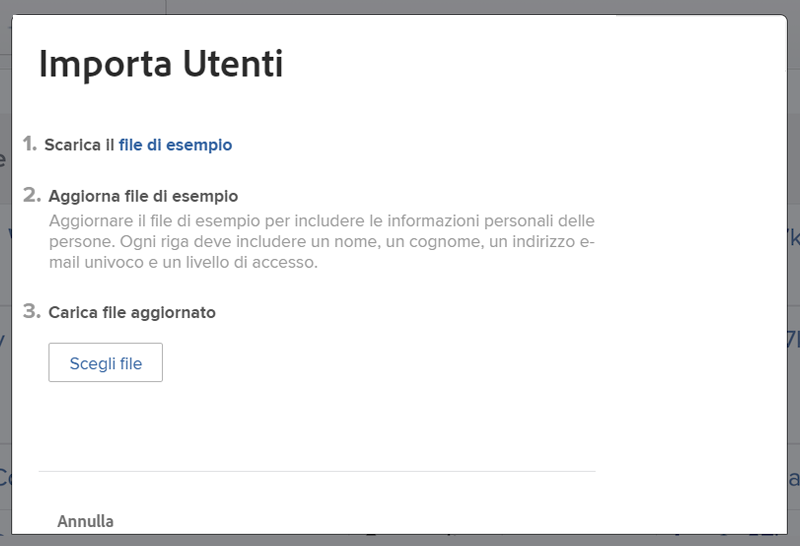 Importa Utenti
1. Scarica il file di esempio
2. Aggiorna file di esempio
Aggiornare il file di esempio per includere le informazioni personali delle
persone. Ogni riga deve includere un nome, un cognome, un indirizzo e-
mail univoco e un livello di accesso.
3. Carica file aggiornato
Scegli file
Annulla